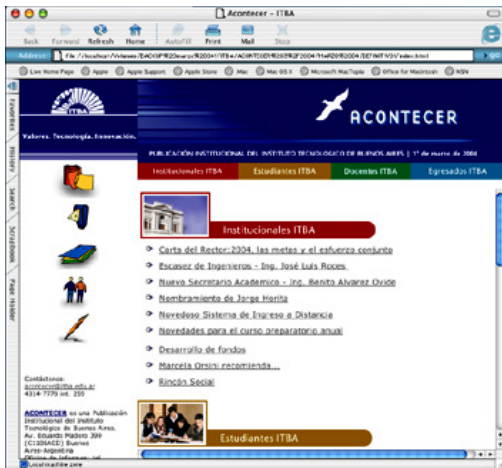 Acontecer - ITBA
Back Forward Refresh Home AutoFill Print Mail Stop
Address
go
Live Home Page Apple Apple Support Apple Store .Mac Mac OS X Microsoft MacTopia Office for Macintosh MSN
Favorites
History
Search
Scrapbook
Page Holder
ITBA
Valores. Tecnología. Innovación.
ACONTECER
PUBLICACIÓN INSTITUCIONAL DEL INSTITUTO TECNOLOGICO DE BUENOS AIRES | 1° de marzo de 2004
Institucionales ITBA Estudiantes ITBA Docentes ITBA Egresados ITBA
Institucionales ITBA
Carta del Rector:2004, las metas y el esfuerzo conjunto
Escasez de Ingenieros - Ing. José Luis Roces.
Nuevo Secretario Academico - Ing. Benito Alvarez Ovide
Nombramiento de Jorge Horita
Novedoso Sistema de Ingreso a Distancia
Novedades para el curso preparatorio anual
Desarrollo de fondos
Marcela Orsini recomienda...
Rincón Social
Estudiantes ITBA
Contáctenos:
acontecer@itba.edu.ar
4314-7778 int. 259
ACONTECER es una Publicación
Institucional del Instituto
Tecnológico de Buenos Aires.
Av. Eduardo Madero 399
(C1106ACD) Buenos
Aires-Argentina
Local machine zone